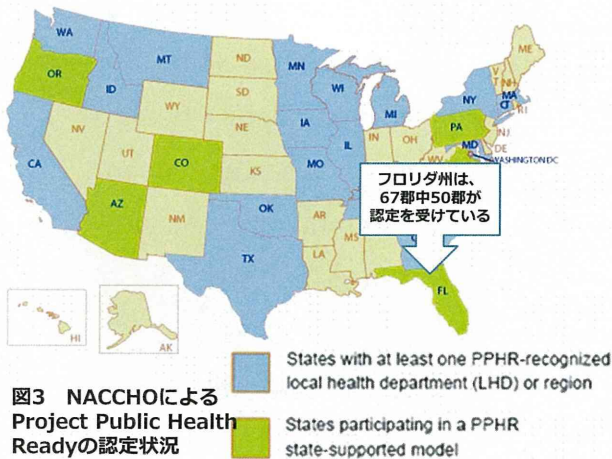 WA
MT
ND
MN
ME
OR
ID
SD
WI
V
T
NH
WY
MI
NY
MA
CT
RI
NV
NE
IA
PA
NJ
UT
CO
IL
IN
OH
DE
CA
KS
MO
WV
MD
WASHINGTON DC
AZ
NM
OK
AR
TX
LA
MS
FL
HI
AK
フロリダ州は、
67郡中50郡が
認定を受けている
States with at least one PPHR-recognized
local health department (LHD) or region
States participating in a PPHR
state-supported model
図3 NACCHOによる
Project Public Health
Readyの認定状況